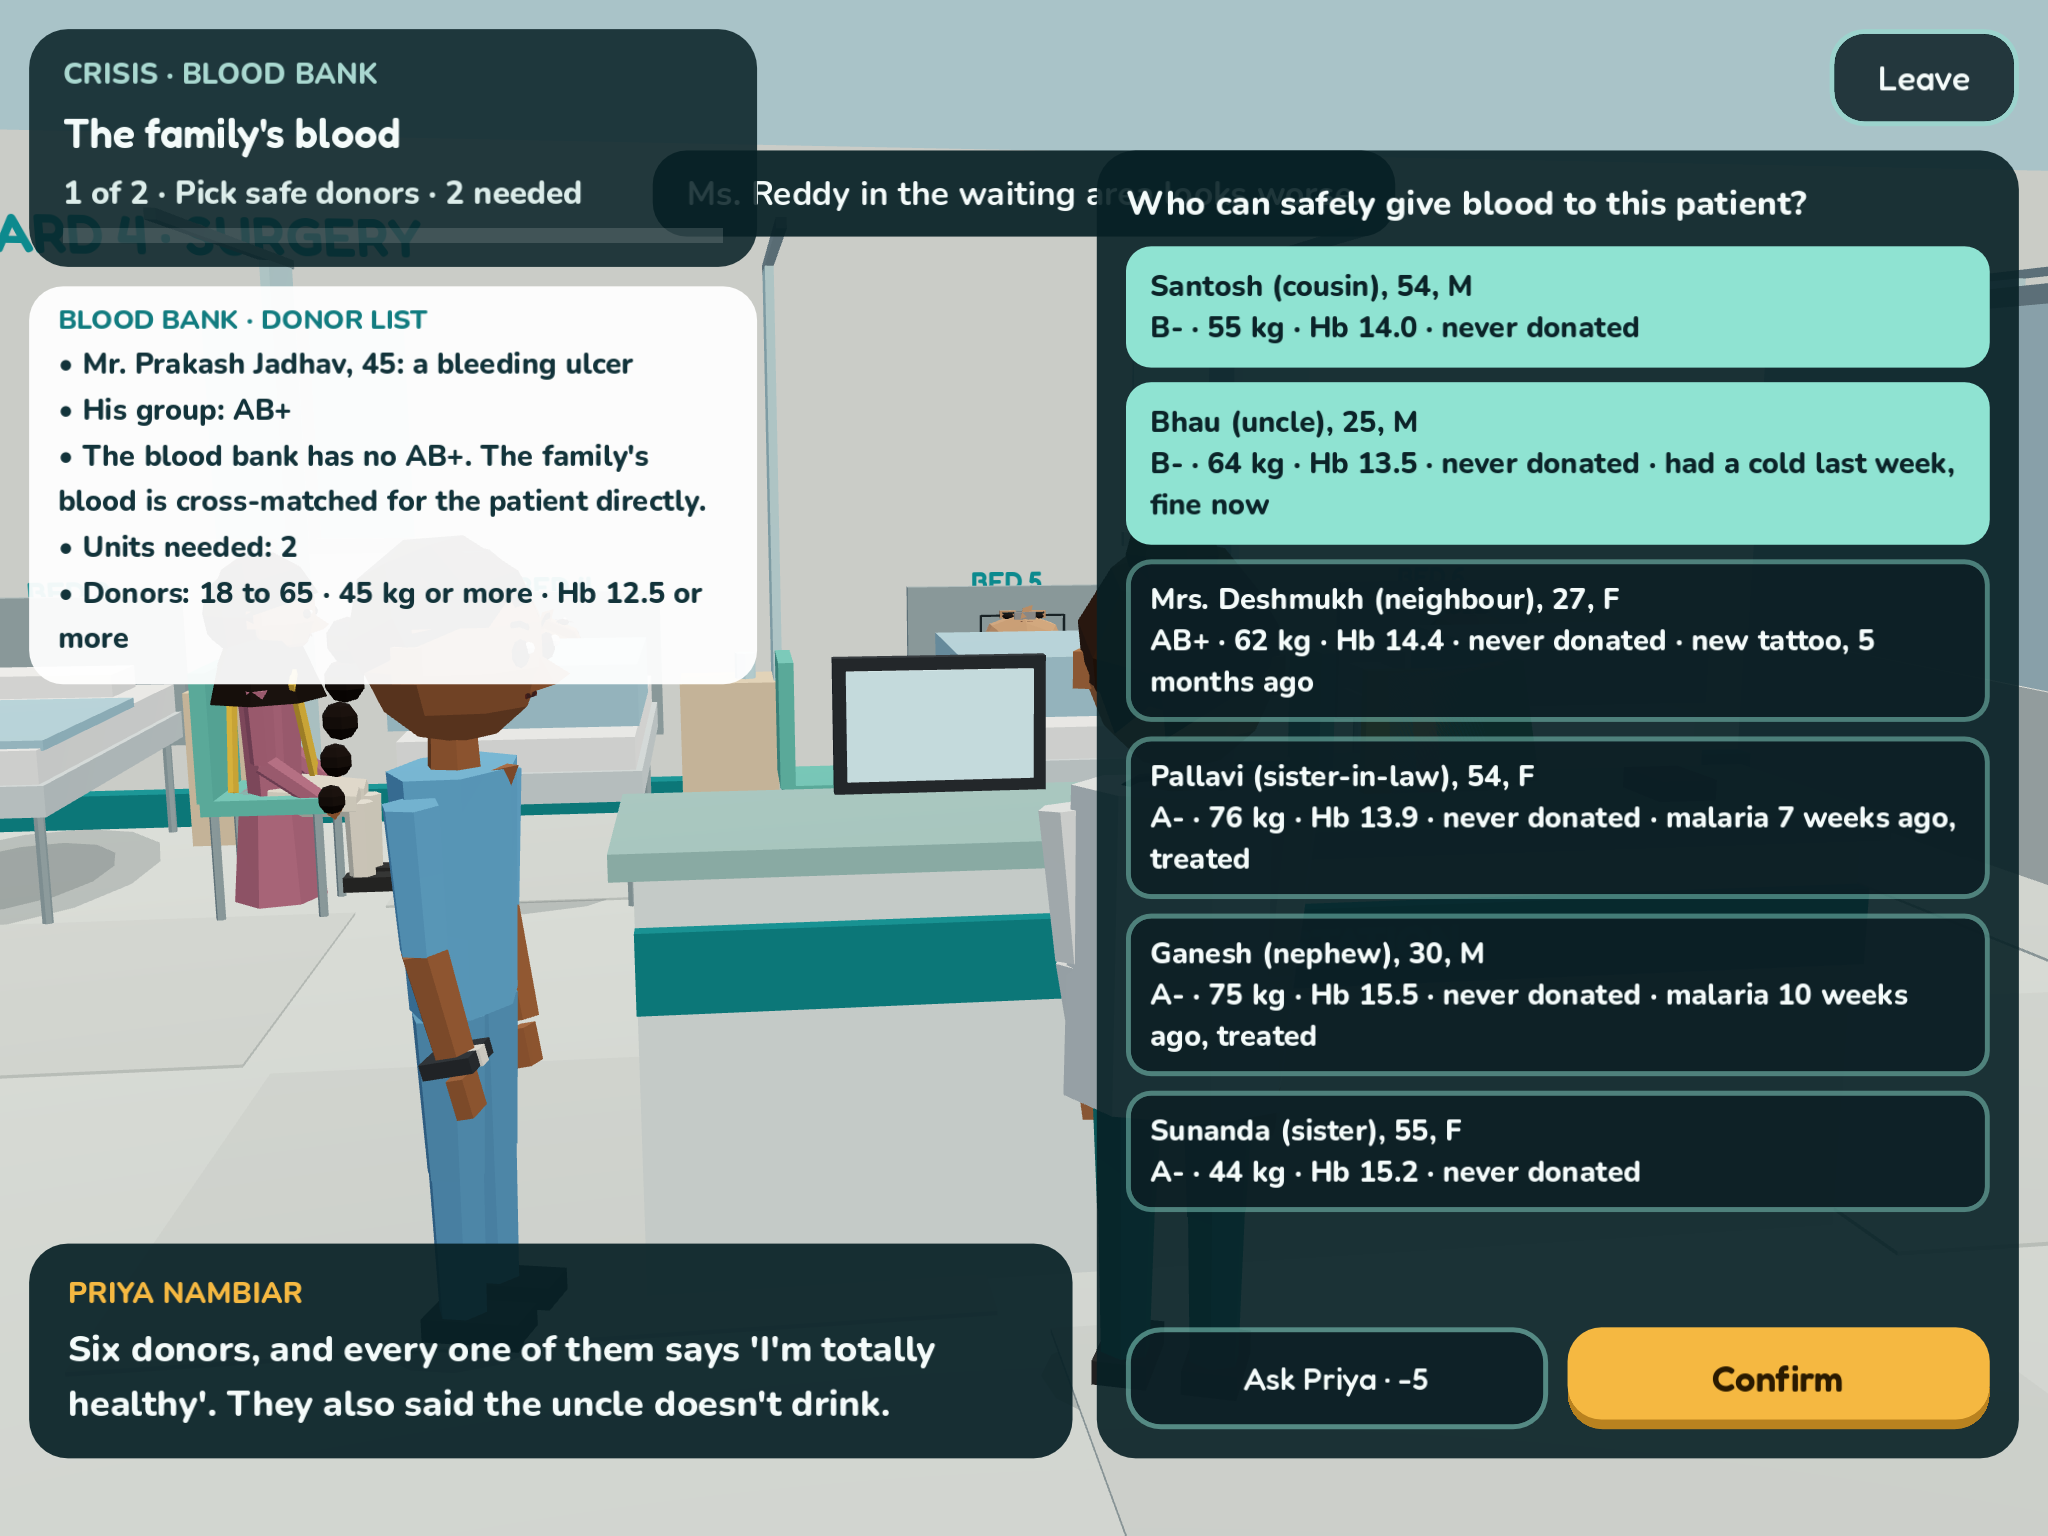 CRISIS · BLOOD BANK
The family's blood
1 of 2 · Pick safe donors · 2 needed
ARD 4 · SURGERY
Leave
Ms. Reddy in the waiting area looks worse
BLOOD BANK · DONOR LIST
• Mr. Prakash Jadhav, 45: a bleeding ulcer
• His group: AB+
• The blood bank has no AB+. The family's
blood is cross-matched for the patient directly.
• Units needed: 2
• Donors: 18 to 65 · 45 kg or more · Hb 12.5 or
more
BED 5
Who can safely give blood to this patient?
Santosh (cousin), 54, M
B- · 55 kg · Hb 14.0 · never donated
Bhau (uncle), 25, M
B- · 64 kg · Hb 13.5 · never donated · had a cold last week,
fine now
Mrs. Deshmukh (neighbour), 27, F
AB+ · 62 kg · Hb 14.4 · never donated · new tattoo, 5
months ago
Pallavi (sister-in-law), 54, F
A- · 76 kg · Hb 13.9 · never donated · malaria 7 weeks ago,
treated
Ganesh (nephew), 30, M
A- · 75 kg · Hb 15.5 · never donated · malaria 10 weeks
ago, treated
Sunanda (sister), 55, F
A- · 44 kg · Hb 15.2 · never donated
Ask Priya · -5
Confirm
PRIYA NAMBIAR
Six donors, and every one of them says 'I'm totally
healthy'. They also said the uncle doesn't drink.